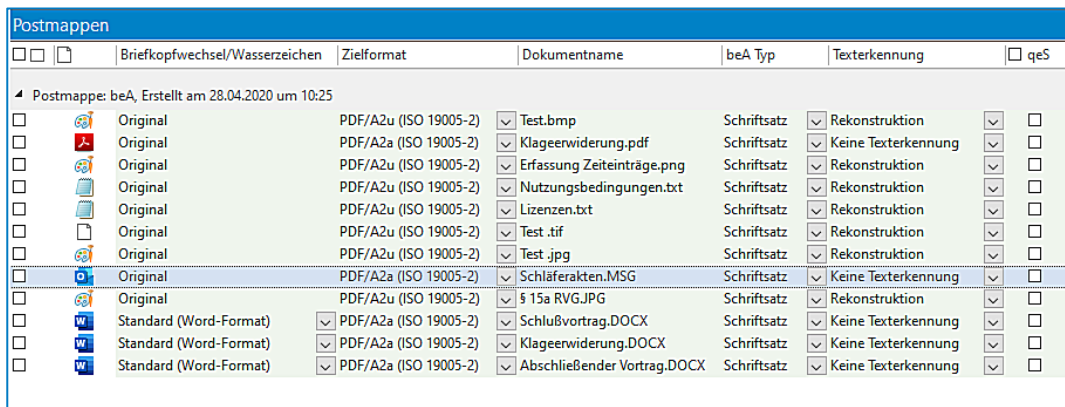 Postmappen
Briefkopfwechsel/Wasserzeichen Zielformat Dokumentname beA Typ Texterkennung qeS
Postmappe: beA, Erstellt am 28.04.2020 um 10:25
Original PDF/A2u (ISO 19005-2) Test.bmp Schriftsatz Rekonstruktion
Original PDF/A2a (ISO 19005-2) Klageerwiderung.pdf Schriftsatz Keine Texterkennung
Original PDF/A2u (ISO 19005-2) Erfassung Zeiteinträge.png Schriftsatz Rekonstruktion
Original PDF/A2u (ISO 19005-2) Nutzungsbedingungen.txt Schriftsatz Rekonstruktion
Original PDF/A2u (ISO 19005-2) Lizenzen.txt Schriftsatz Rekonstruktion
Original PDF/A2u (ISO 19005-2) Test .tif Schriftsatz Rekonstruktion
Original PDF/A2u (ISO 19005-2) Test .jpg Schriftsatz Rekonstruktion
Original PDF/A2a (ISO 19005-2) Schläferakten.MSG Schriftsatz Keine Texterkennung
Original PDF/A2u (ISO 19005-2) § 15a RVG.JPG Schriftsatz Rekonstruktion
Standard (Word-Format) PDF/A2a (ISO 19005-2) Schlußvortrag.DOCX Schriftsatz Keine Texterkennung
Standard (Word-Format) PDF/A2a (ISO 19005-2) Klageerwiderung.DOCX Schriftsatz Keine Texterkennung
Standard (Word-Format) PDF/A2a (ISO 19005-2) Abschließender Vortrag.DOCX Schriftsatz Keine Texterkennung